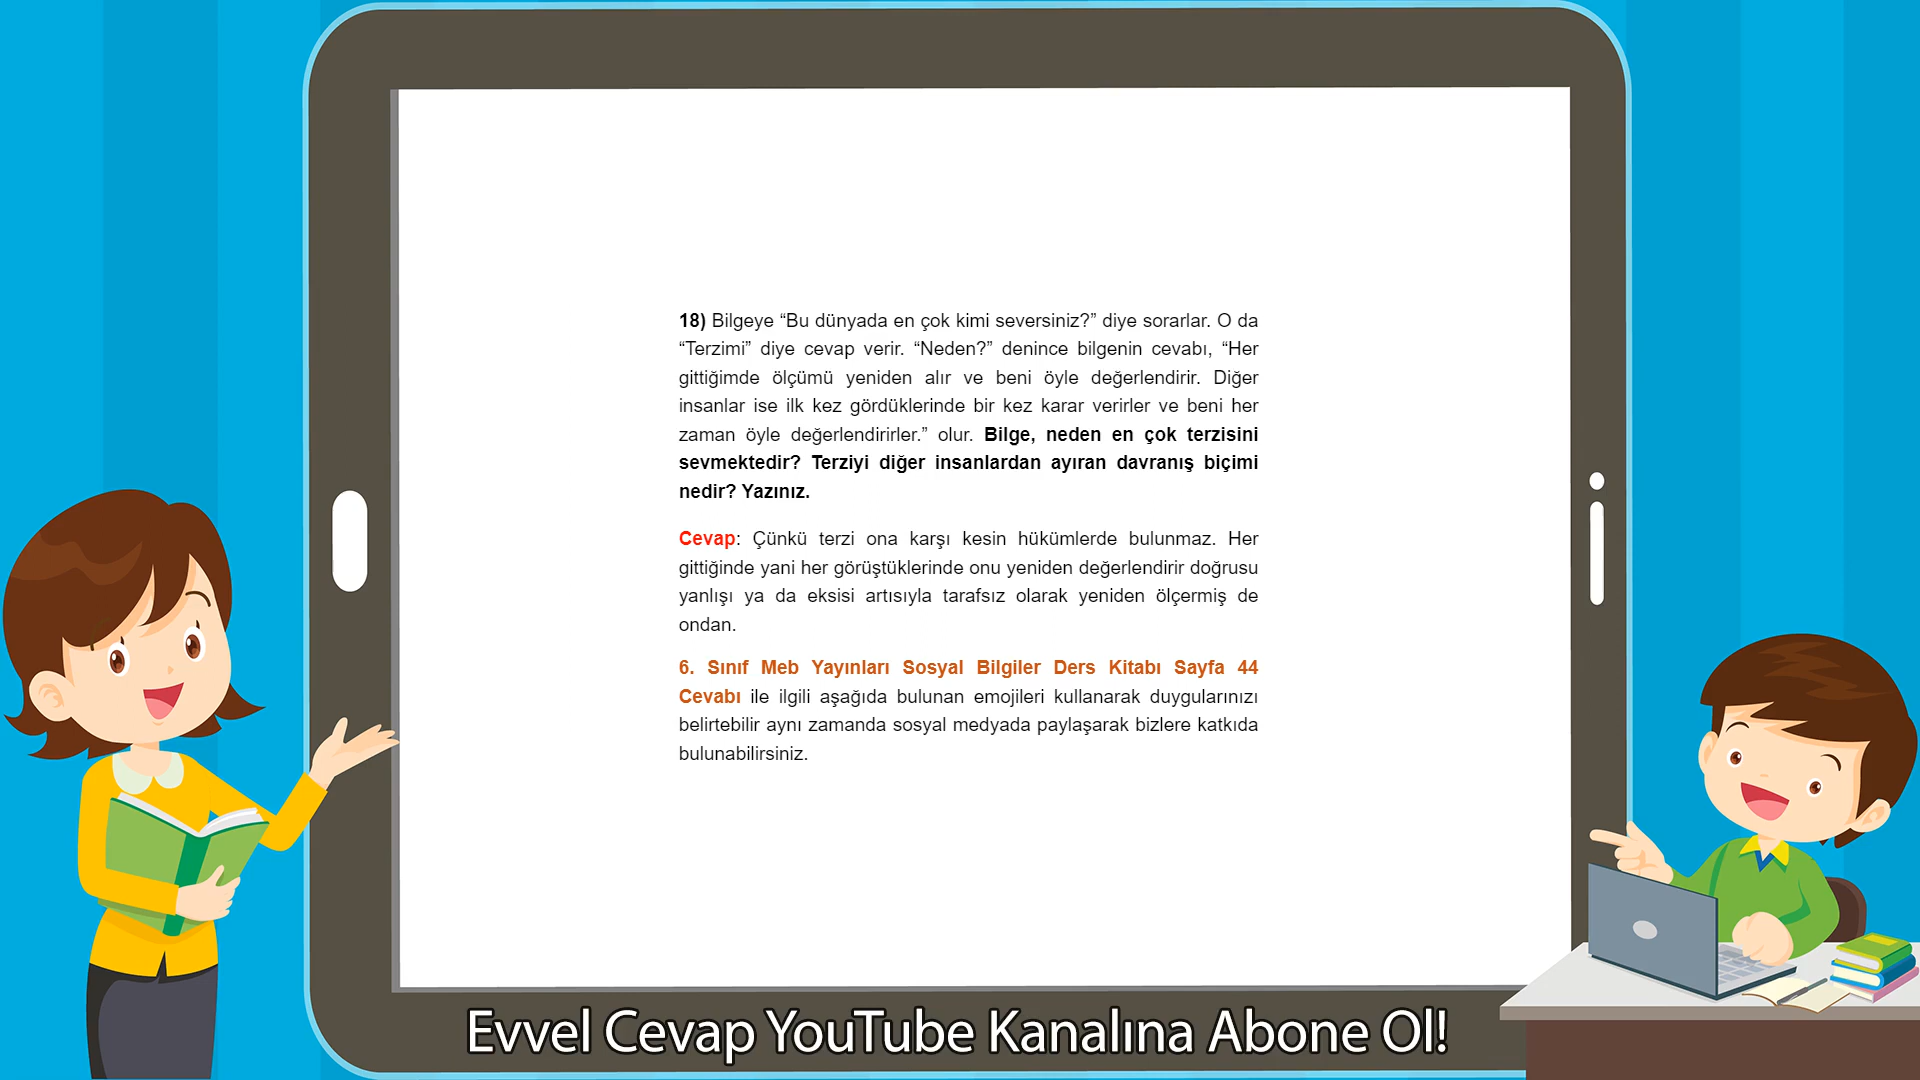 18) Bilgeye “Bu dünyada en çok kimi seversiniz?” diye sorarlar. O da
“Terzimi” diye cevap verir. “Neden?” denince bilgenin cevabı, “Her
gittiğimde ölçümü yeniden alır ve beni öyle değerlendirir. Diğer
insanlar ise ilk kez gördüklerinde bir kez karar verirler ve beni her
zaman öyle değerlendirirler.” olur. Bilge, neden en çok terzisini
sevmektedir? Terziyi diğer insanlardan ayıran davranış biçimi
nedir? Yazınız.
Cevap: Çünkü terzi ona karşı kesin hükümlerde bulunmaz. Her
gittiğinde yani her görüştüklerinde onu yeniden değerlendirir doğrusu
yanlışı ya da eksisi artısıyla tarafsız olarak yeniden ölçermiş de
ondan.
6. Sınıf Meb Yayınları Sosyal Bilgiler Ders Kitabı Sayfa 44
Cevabı ile ilgili aşağıda bulunan emojileri kullanarak duygularınızı
belirtebilir aynı zamanda sosyal medyada paylaşarak bizlere katkıda
bulunabilirsiniz.
Evvel Cevap YouTube Kanalına Abone Ol!